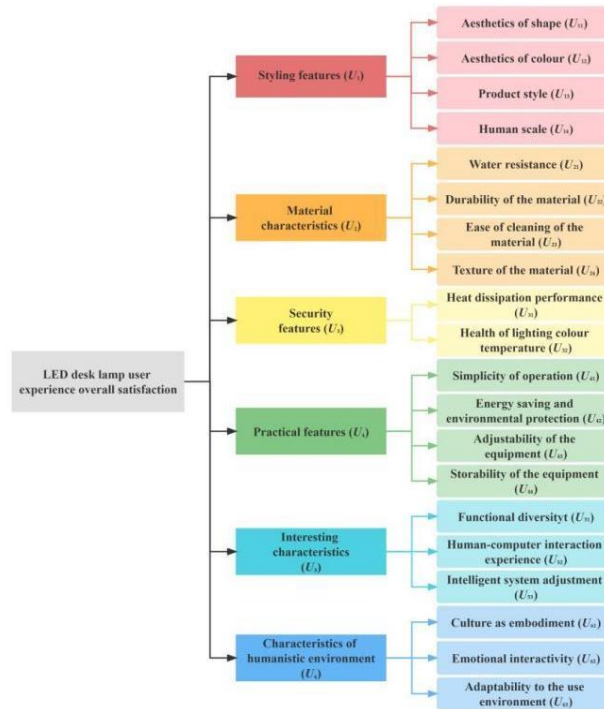 LED desk lamp user
experience overall satisfaction
Styling features (U₁)
Aesthetics of shape (U₁₁)
Aesthetics of colour (U₁₂)
Product style (U₁₃)
Human scale (U₁₄)
Material
characteristics (U₂)
Water resistance (U₂₁)
Durability of the material (U₂₂)
Ease of cleaning of the
material (U₂₃)
Texture of the material (U₂₄)
Security
features (U₃)
Heat dissipation performance
(U₃₁)
Health of lighting colour
temperature (U₃₂)
Practical features (U₄)
Simplicity of operation (U₄₁)
Energy saving and
environmental protection (U₄₂)
Adjustability of the
equipment (U₄₃)
Storability of the equipment
(U₄₄)
Interesting
characteristics
(U₅)
Functional diversityt (U₅₁)
Human-computer interaction
experience (U₅₂)
Intelligent system adjustment
(U₅₃)
Characteristics of
humanistic environment
(U₆)
Culture as embodiment (U₆₁)
Emotional interactivity (U₆₂)
Adaptability to the use
environment (U₆₃)